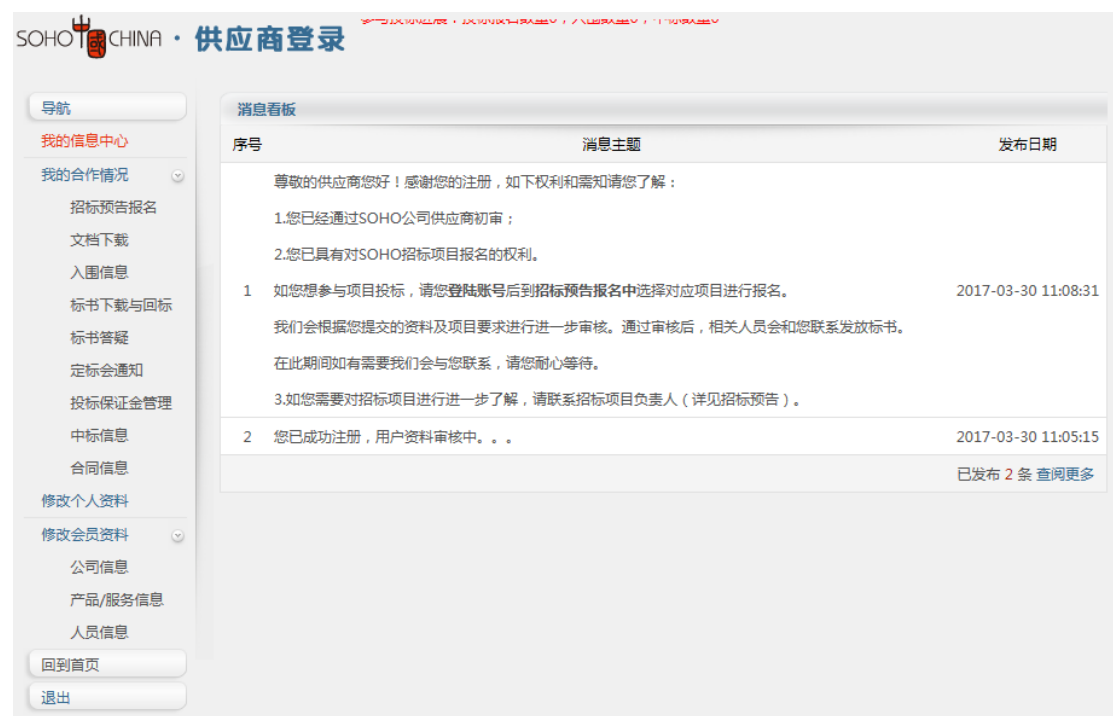 SOHO中國CHINA · 供应商登录
导航
我的信息中心
我的合作情况
招标预告报名
文档下载
入围信息
标书下载与回标
标书答疑
定标会通知
投标保证金管理
中标信息
合同信息
修改个人资料
修改会员资料
公司信息
产品/服务信息
人员信息
回到首页
退出
消息看板
序号 消息主题 发布日期
尊敬的供应商您好！感谢您的注册，如下权利和需知请您了解：
1.您已经通过SOHO公司供应商初审；
2.您已具有对SOHO招标项目报名的权利。
1 如您想参与项目投标，请您登陆账号后到招标预告报名中选择对应项目进行报名。 2017-03-30 11:08:31
我们会根据您提交的资料及项目要求进行进一步审核。通过审核后，相关人员会和您联系发放标书。
在此期间如有需要我们会与您联系，请您耐心等待。
3.如您需要对招标项目进行进一步了解，请联系招标项目负责人（详见招标预告）。
2 您已成功注册，用户资料审核中。。。 2017-03-30 11:05:15
已发布 2 条 查阅更多